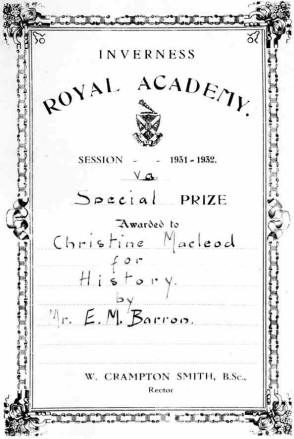 INVERNESS
ROYAL ACADEMY.
SESSION - - 1931-1932.
Va
Special PRIZE
Awarded to
Christine Macleod
for
History.
by
Mr. E. M. Barron.
W. CRAMPTON SMITH, B.Sc.,
Rector